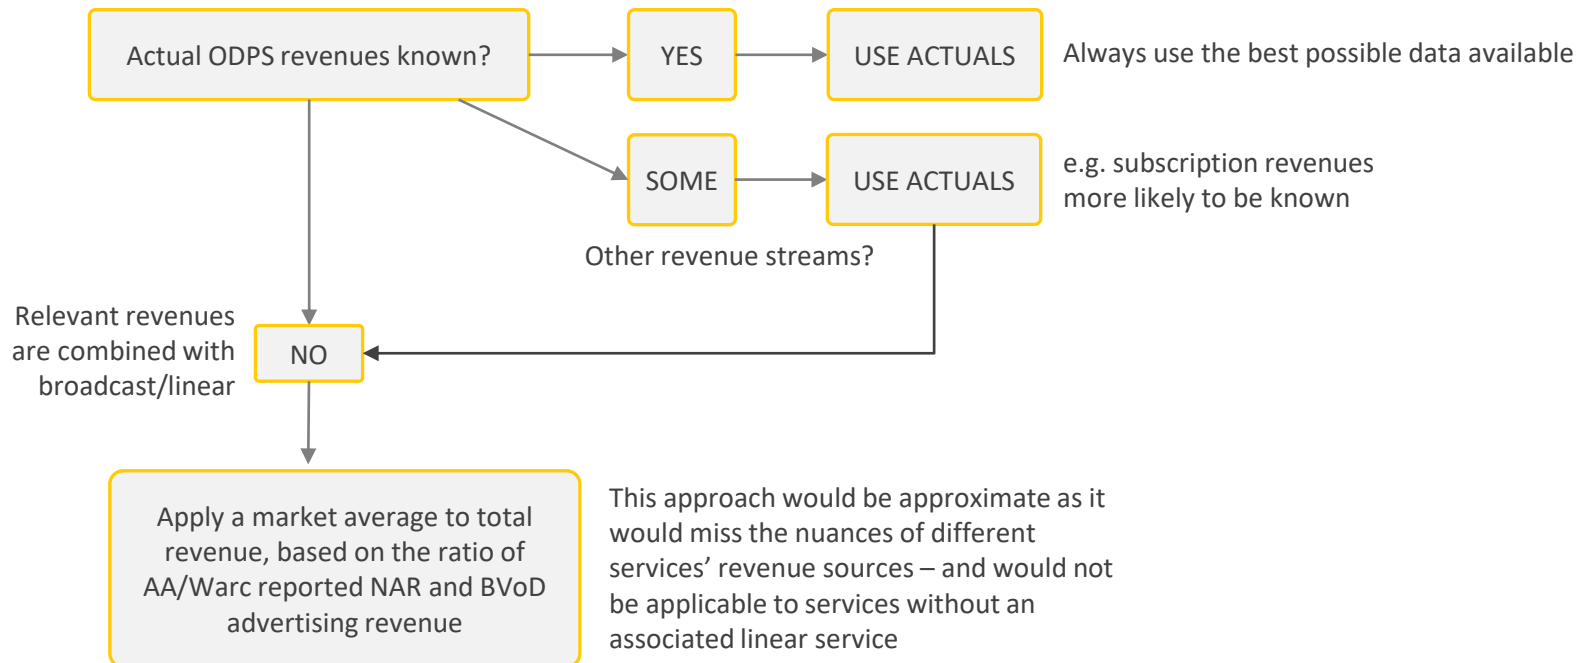 Actual ODPS revenues known?
YES
USE ACTUALS
Always use the best possible data available
SOME
USE ACTUALS
e.g. subscription revenues
more likely to be known
Other revenue streams?
Relevant revenues
are combined with
broadcast/linear
NO
Apply a market average to total
revenue, based on the ratio of
AA/Warc reported NAR and BVoD
advertising revenue
This approach would be approximate as it
would miss the nuances of different
services’ revenue sources – and would not
be applicable to services without an
associated linear service